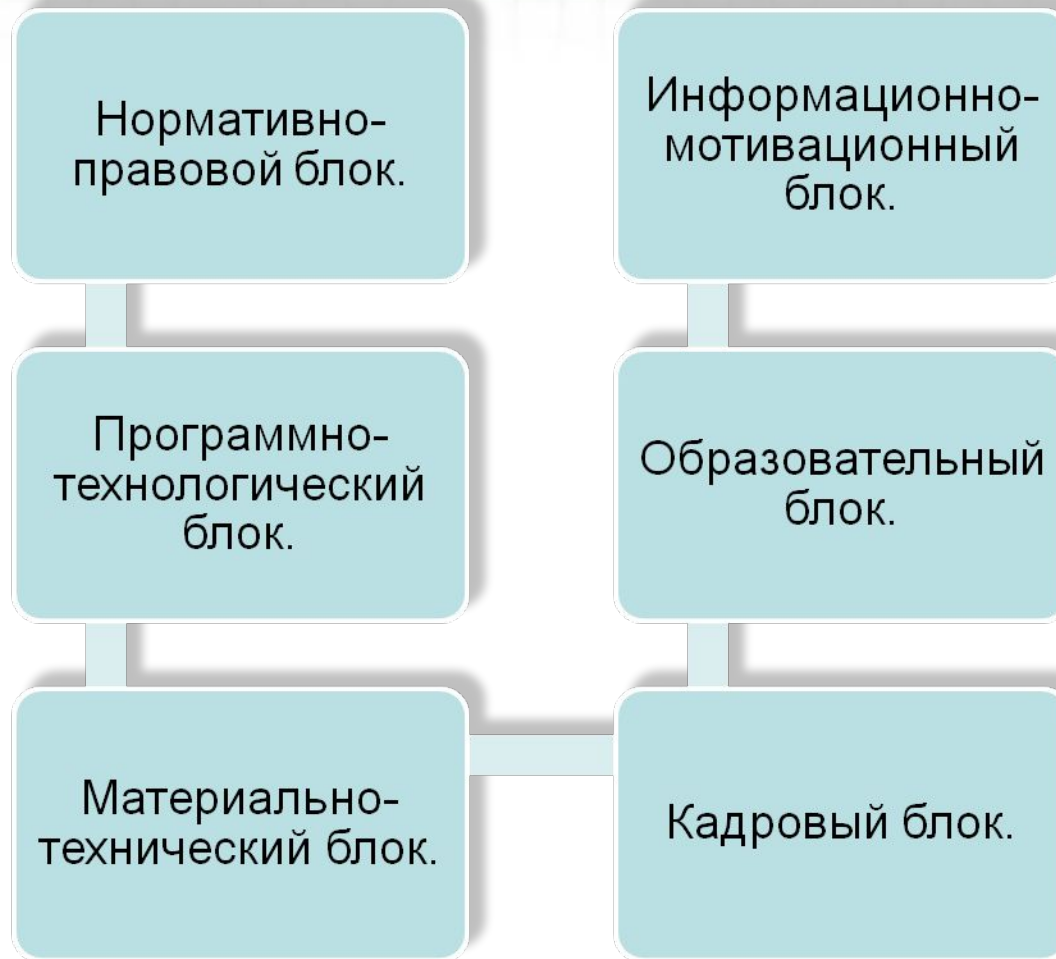 Нормативно-
правовой блок.
Программно-
технологический
блок.
Материально-
технический блок.
Кадровый блок.
Образовательный
блок.
Информационно-
мотивационный
блок.